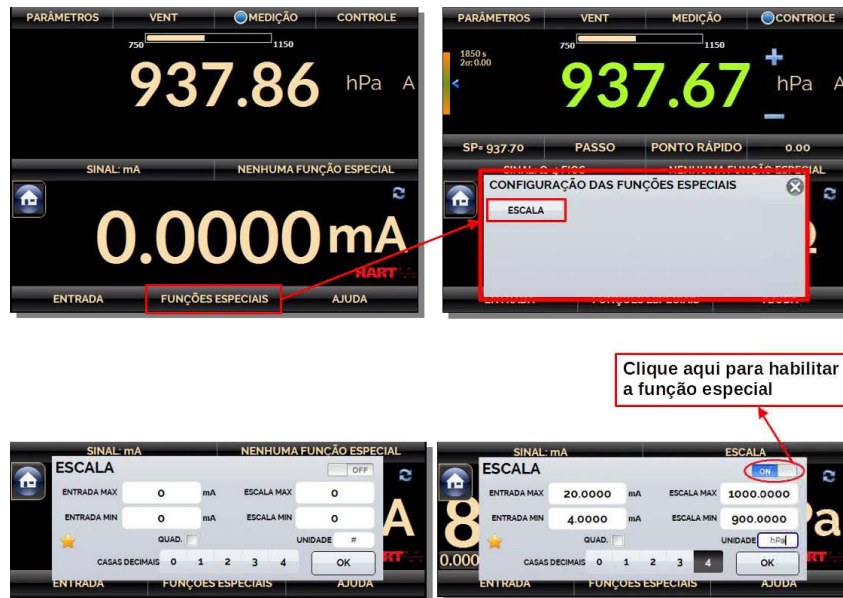 PARÂMETROS VENT MEDIÇÃO CONTROLE
750 1150
937.86 hPa A
SINAL: mA NENHUMA FUNÇÃO ESPECIAL
0.0000 mA
HART
ENTRADA FUNÇÕES ESPECIAIS AJUDA
PARÂMETROS VENT MEDIÇÃO CONTROLE
1850 s
2σ: 0.00
750 1150
937.67 hPa A
SP= 937.70 PASSO PONTO RÁPIDO 0.00
CONFIGURAÇÃO DAS FUNÇÕES ESPECIAIS
ESCALA
Clique aqui para habilitar
a função especial
SINAL: mA NENHUMA FUNÇÃO ESPECIAL
ESCALA OFF
ENTRADA MAX 0 mA ESCALA MAX 0
ENTRADA MIN 0 mA ESCALA MIN 0
QUAD. UNIDADE #
CASAS DECIMAIS 0 1 2 3 4 OK
A
ENTRADA FUNÇÕES ESPECIAIS AJUDA
SINAL: mA ESCALA
ESCALA ON
ENTRADA MAX 20.0000 mA ESCALA MAX 1000.0000
ENTRADA MIN 4.0000 mA ESCALA MIN 900.0000
QUAD. UNIDADE hPa
CASAS DECIMAIS 0 1 2 3 4 OK
8 Pa
0.000
ENTRADA FUNÇÕES ESPECIAIS AJUDA